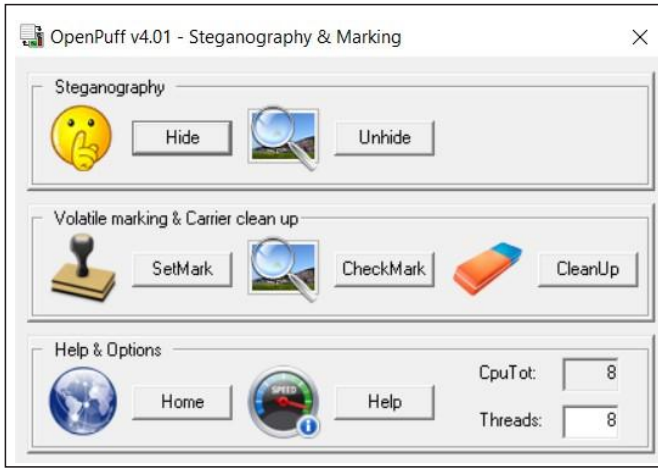 OpenPuff v4.01 - Steganography & Marking
Steganography
Hide
Unhide
Volatile marking & Carrier clean up
SetMark
CheckMark
CleanUp
Help & Options
Home
SPEED
Help
CpuTot: 8
Threads: 8